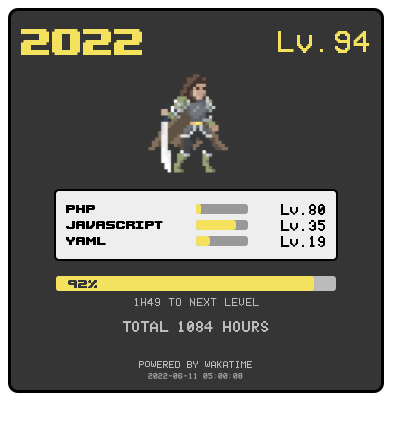 2022 Lv.94
PHP Lv.80
JAVASCRIPT Lv.35
YAML Lv.19
92%
1H49 TO NEXT LEVEL
TOTAL 1084 HOURS
POWERED BY WAKATIME
2022-06-11 05:00:08